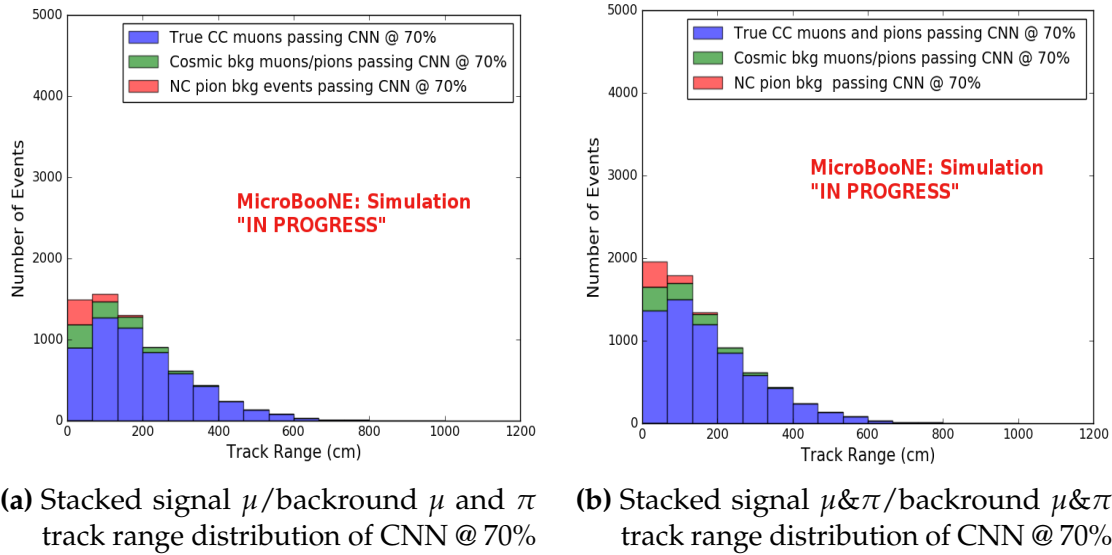 True CC muons passing CNN @ 70%
Cosmic bkg muons/pions passing CNN @ 70%
NC pion bkg events passing CNN @ 70%
MicroBooNE: Simulation
"IN PROGRESS"
Number of Events
5000
4000
3000
2000
1000
0
0 200 400 600 800 1000 1200
Track Range (cm)
(a) Stacked signal μ/backround μ and π
track range distribution of CNN @ 70%
True CC muons and pions passing CNN @ 70%
Cosmic bkg muons/pions passing CNN @ 70%
NC pion bkg passing CNN @ 70%
MicroBooNE: Simulation
"IN PROGRESS"
Number of Events
5000
4000
3000
2000
1000
0
0 200 400 600 800 1000 1200
Track Range (cm)
(b) Stacked signal μ&π/backround μ&π
track range distribution of CNN @ 70%